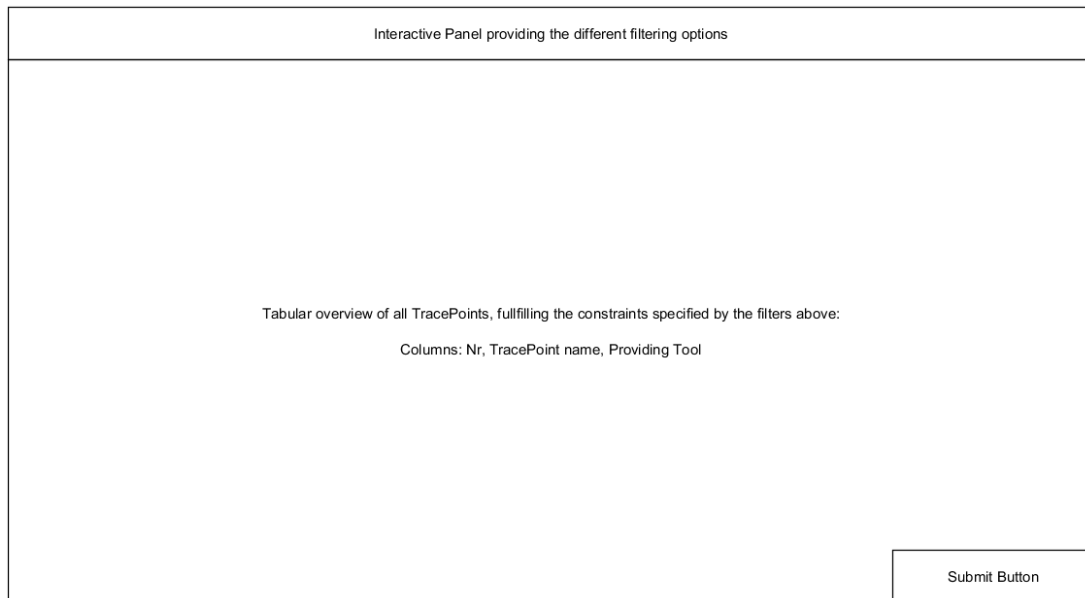 Interactive Panel providing the different filtering options
Tabular overview of all TracePoints, fullfilling the constraints specified by the filters above:
Columns: Nr, TracePoint name, Providing Tool
Submit Button